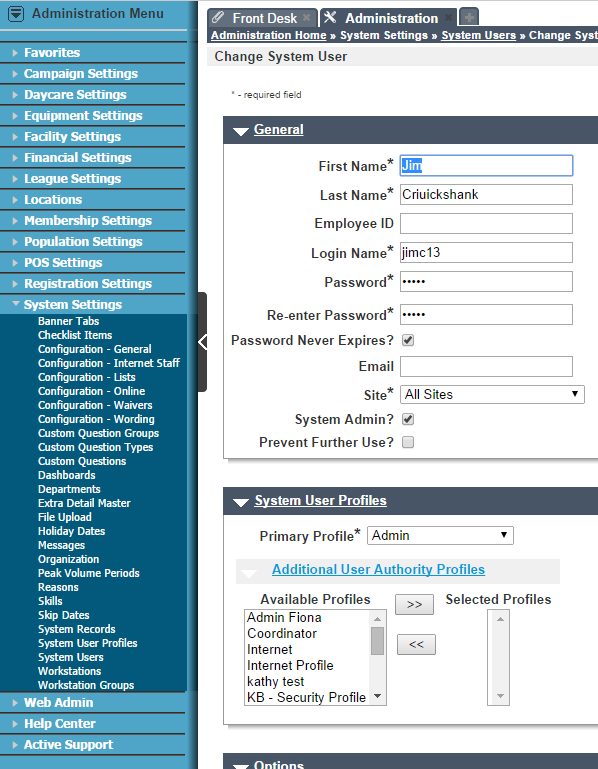 Administration Menu
Favorites
Campaign Settings
Daycare Settings
Equipment Settings
Facility Settings
Financial Settings
League Settings
Locations
Membership Settings
Population Settings
POS Settings
Registration Settings
System Settings
Banner Tabs
Checklist Items
Configuration - General
Configuration - Internet Staff
Configuration - Lists
Configuration - Online
Configuration - Waivers
Configuration - Wording
Custom Question Groups
Custom Question Types
Custom Questions
Dashboards
Departments
Extra Detail Master
File Upload
Holiday Dates
Messages
Organization
Peak Volume Periods
Reasons
Skills
Skip Dates
System Records
System User Profiles
System Users
Workstations
Workstation Groups
Web Admin
Help Center
Active Support
Front Desk × Administration × +
Administration Home » System Settings » System Users » Change Syst
Change System User
* - required field
General
First Name* Jim
Last Name* Criuickshank
Employee ID
Login Name* jimc13
Password* •••••
Re-enter Password* •••••
Password Never Expires?
Email
Site* All Sites
System Admin?
Prevent Further Use?
System User Profiles
Primary Profile* Admin
Additional User Authority Profiles
Available Profiles >> Selected Profiles
Admin Fiona
Coordinator
Internet <<
Internet Profile
kathy test
KB - Security Profile
Options